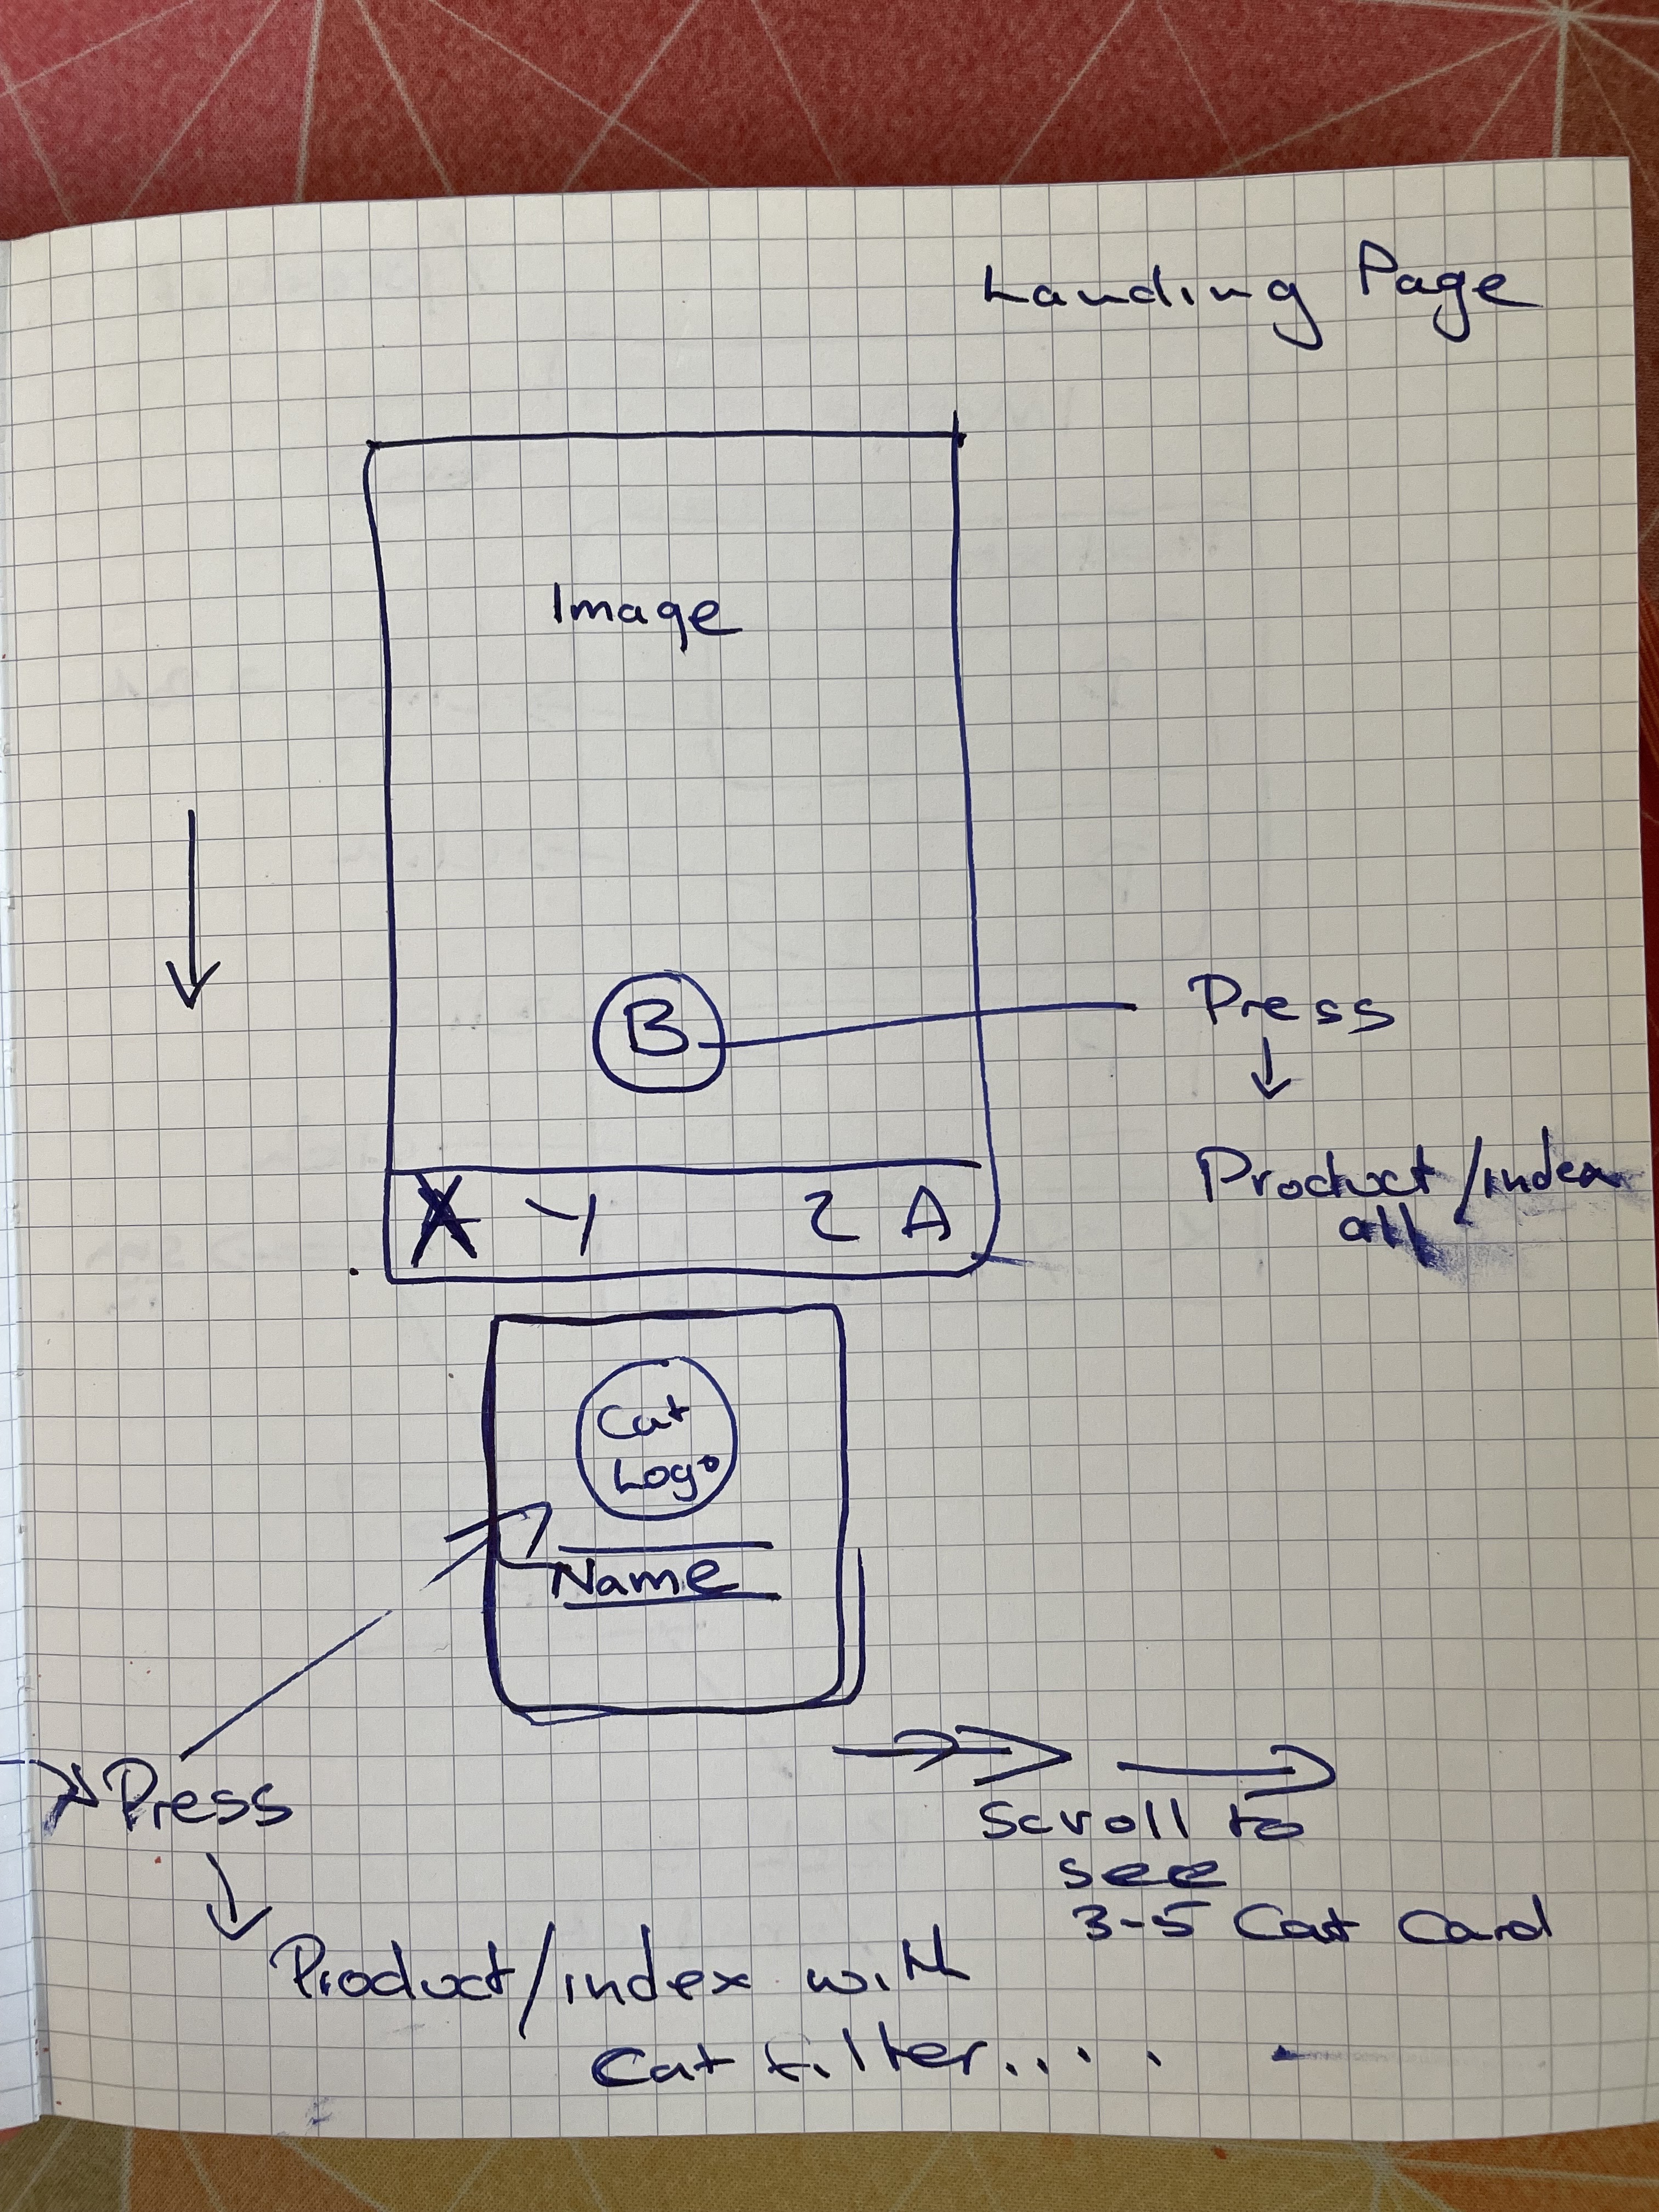 Landing Page
Image
B
Press
Product/index
all
X Y Z A
Cat
Logo
Name
Press
Scroll to
see
3-5 Cat Card
Product/index with
Cat filter....